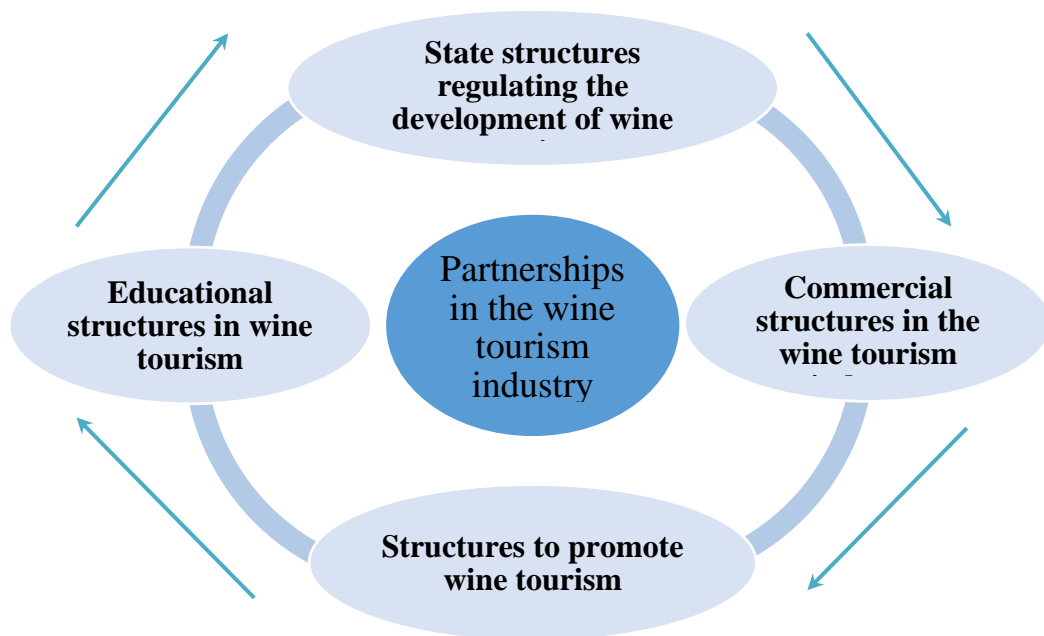 State structures
regulating the
development of wine
Educational
structures in wine
tourism
Partnerships
in the wine
tourism
industry
Commercial
structures in the
wine tourism
Structures to promote
wine tourism